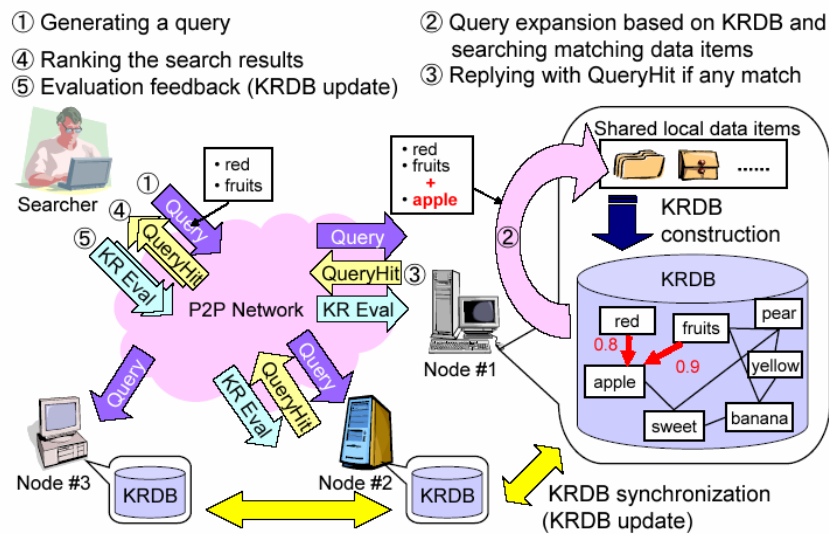 ① Generating a query
④ Ranking the search results
⑤ Evaluation feedback (KRDB update)
② Query expansion based on KRDB and
searching matching data items
③ Replying with QueryHit if any match
Searcher
• red
• fruits
①
④
⑤
Query
QueryHit
KR Eval
P2P Network
Query
QueryHit
③
KR Eval
• red
• fruits
+
• apple
②
Node #1
Shared local data items
......
KRDB
construction
KRDB
red
fruits
pear
0.8
0.9
yellow
apple
sweet
banana
Query
KR Eval
QueryHit
Query
Node #3
KRDB
Node #2
KRDB
KRDB synchronization
(KRDB update)